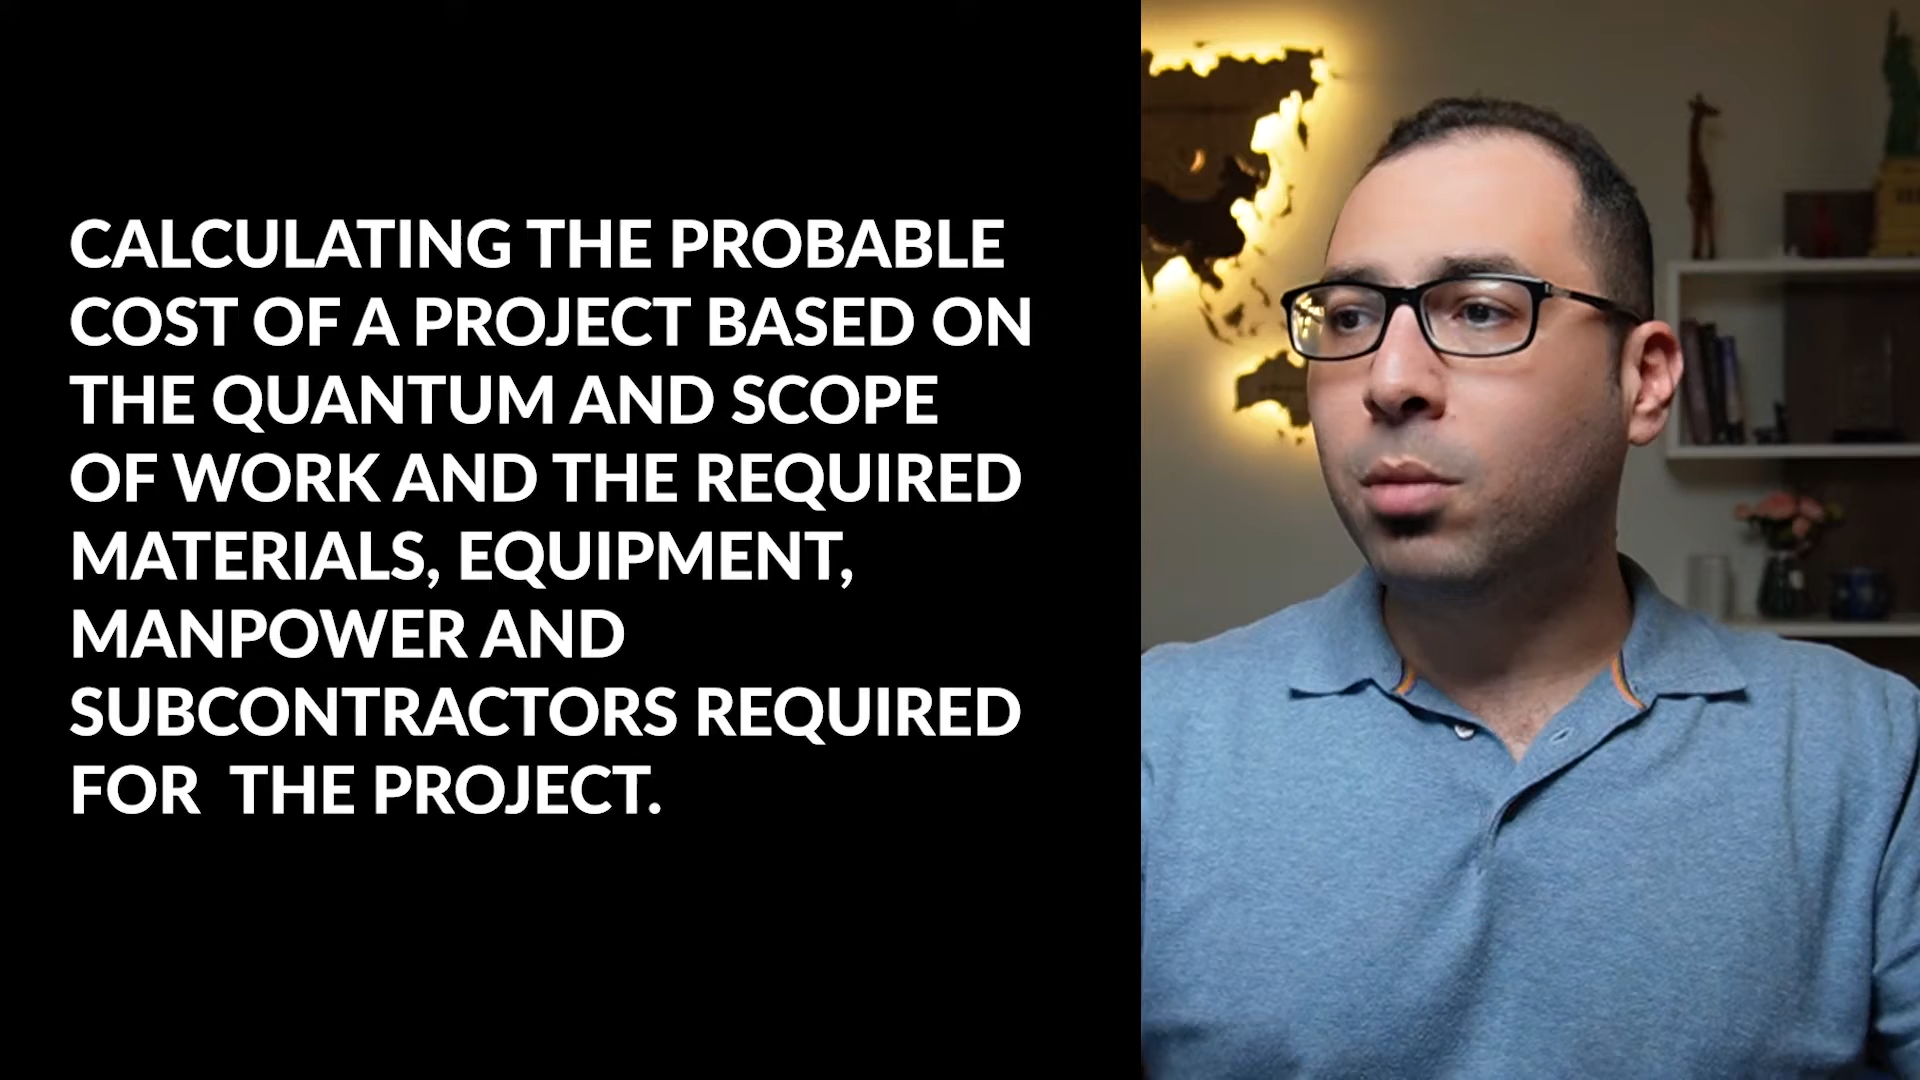 CALCULATING THE PROBABLE
COST OF A PROJECT BASED ON
THE QUANTUM AND SCOPE
OF WORK AND THE REQUIRED
MATERIALS, EQUIPMENT,
MANPOWER AND
SUBCONTRACTORS REQUIRED
FOR  THE PROJECT.